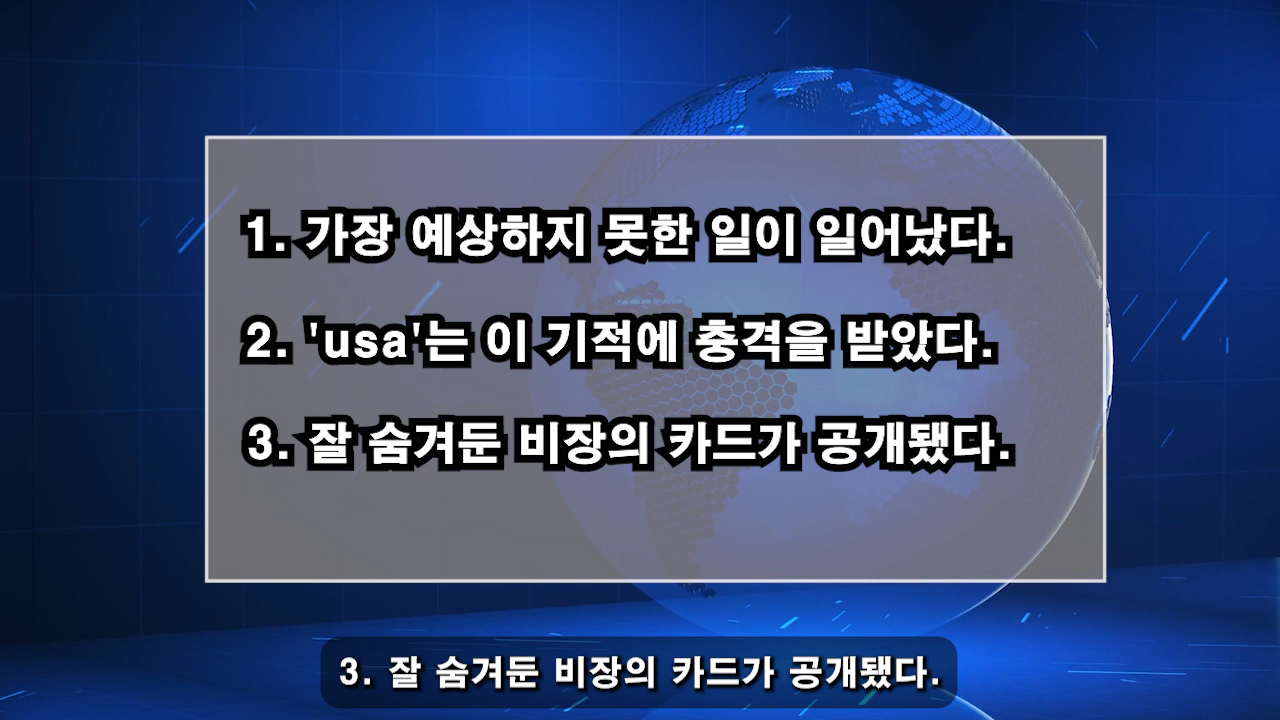 1. 가장 예상하지 못한 일이 일어났다.
2. 'usa'는 이 기적에 충격을 받았다.
3. 잘 숨겨둔 비장의 카드가 공개됐다.
3. 잘 숨겨둔 비장의 카드가 공개됐다.